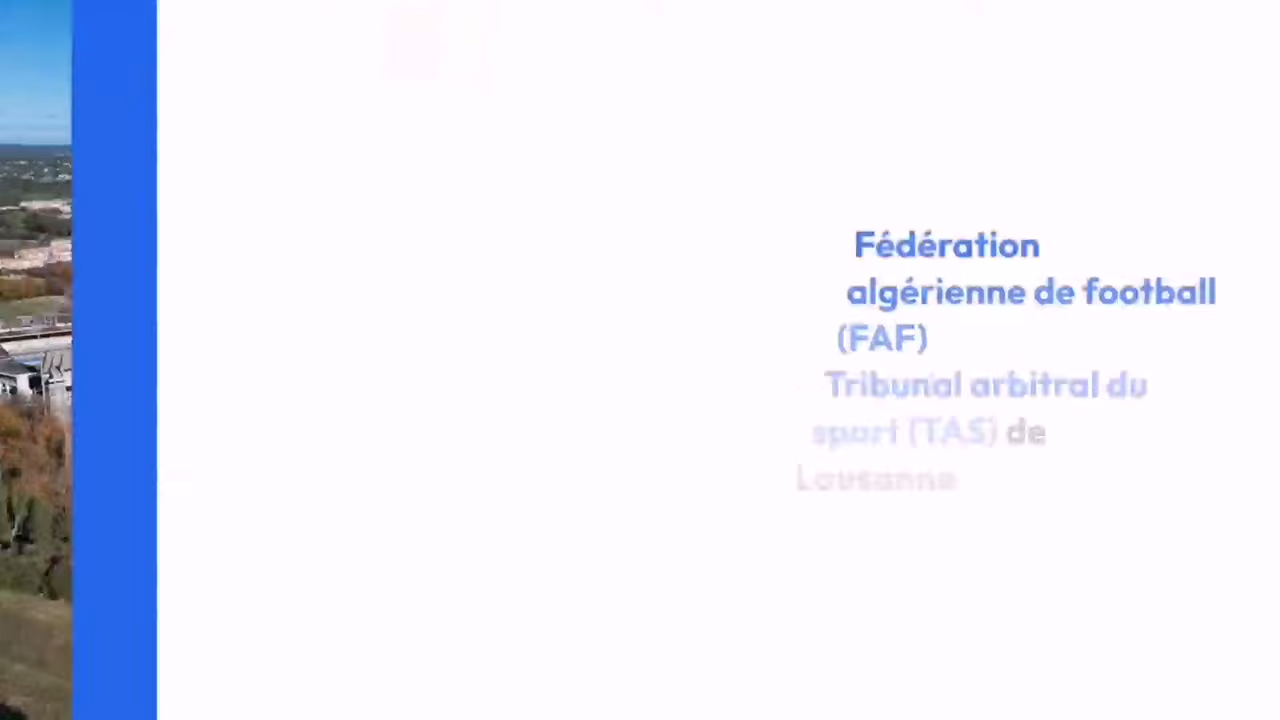 Fédération
algérienne de football
(FAF)
Tribunal arbitral du
sport (TAS) de
Lausanne